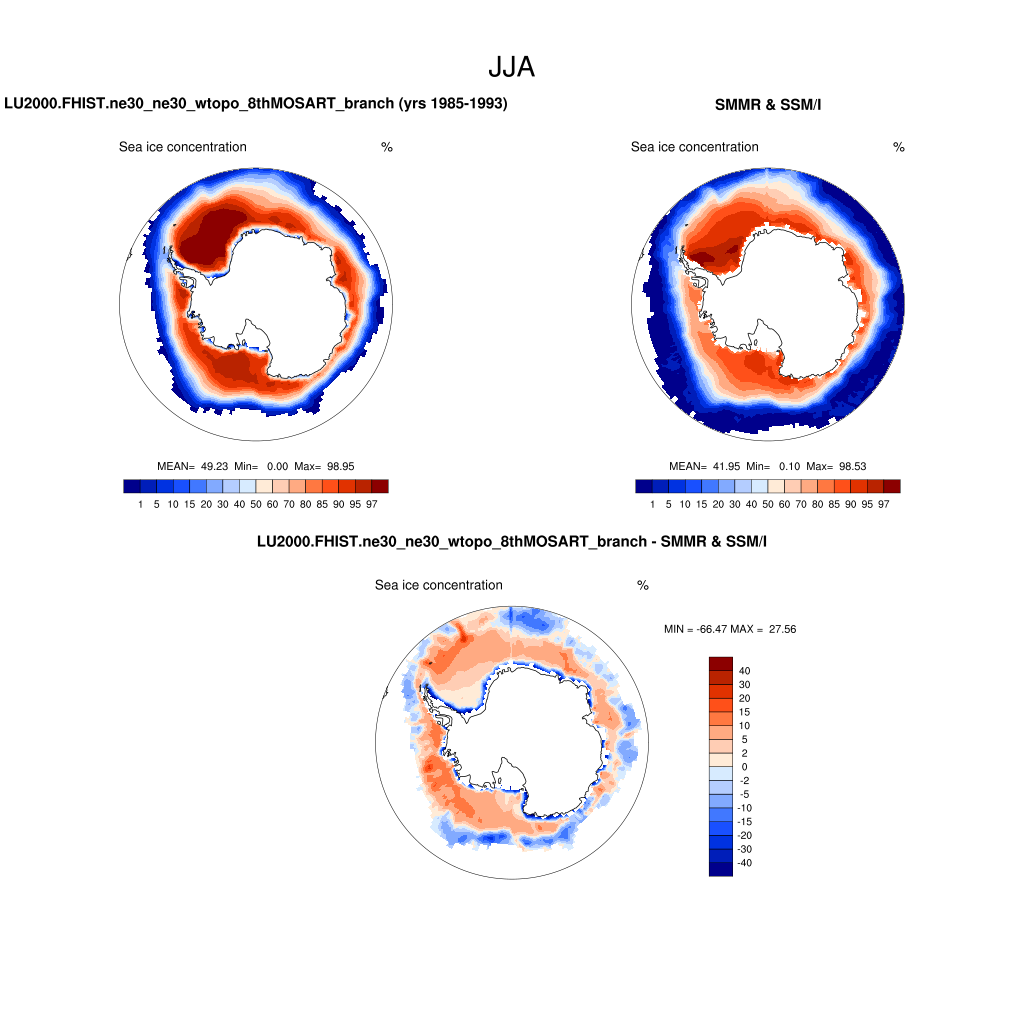 JJA
LU2000.FHIST.ne30_ne30_wtopo_8thMOSART_branch (yrs 1985-1993)
SMMR & SSM/I
Sea ice concentration %
Sea ice concentration %
MEAN= 49.23 Min= 0.00 Max= 98.95
MEAN= 41.95 Min= 0.10 Max= 98.53
1 5 10 15 20 30 40 50 60 70 80 85 90 95 97
1 5 10 15 20 30 40 50 60 70 80 85 90 95 97
LU2000.FHIST.ne30_ne30_wtopo_8thMOSART_branch - SMMR & SSM/I
Sea ice concentration %
MIN = -66.47 MAX = 27.56
40
30
20
15
10
5
2
0
-2
-5
-10
-15
-20
-30
-40